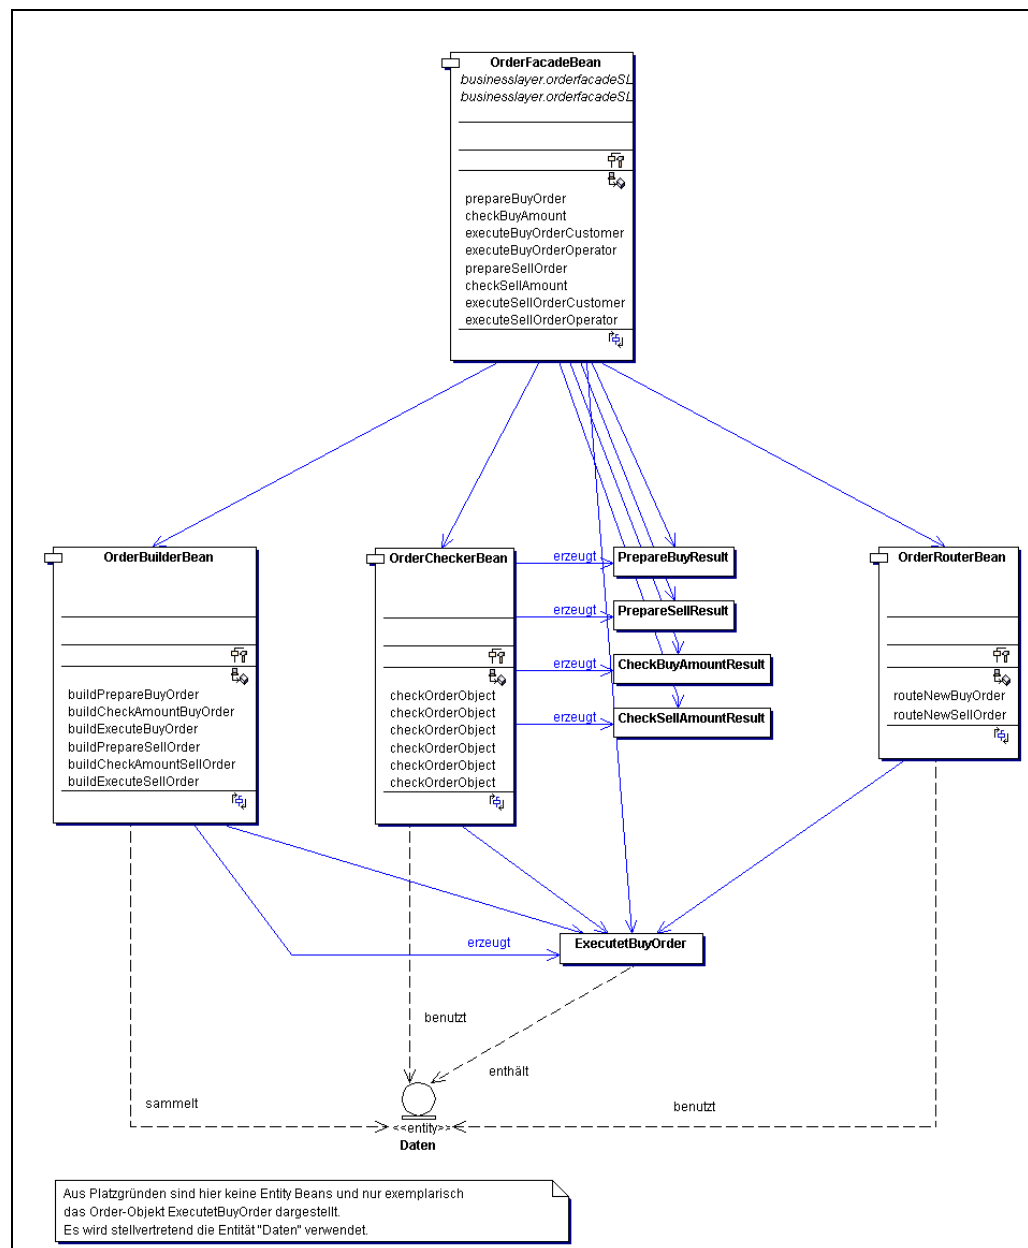 OrderFacadeBean
businesslayer.orderfacadeSL
businesslayer.orderfacadeSL
prepareBuyOrder
checkBuyAmount
executeBuyOrderCustomer
executeBuyOrderOperator
prepareSellOrder
checkSellAmount
executeSellOrderCustomer
executeSellOrderOperator
OrderBuilderBean
buildPrepareBuyOrder
buildCheckAmountBuyOrder
buildExecuteBuyOrder
buildPrepareSellOrder
buildCheckAmountSellOrder
buildExecuteSellOrder
OrderCheckerBean
checkOrderObject
checkOrderObject
checkOrderObject
checkOrderObject
checkOrderObject
checkOrderObject
erzeugt
PrepareBuyResult
erzeugt
PrepareSellResult
erzeugt
CheckBuyAmountResult
erzeugt
CheckSellAmountResult
OrderRouterBean
routeNewBuyOrder
routeNewSellOrder
erzeugt
ExecutetBuyOrder
benutzt
enthält
sammelt
benutzt
<<entity>>
Daten
Aus Platzgründen sind hier keine Entity Beans und nur exemplarisch
das Order-Objekt ExecutetBuyOrder dargestellt.
Es wird stellvertretend die Entität "Daten" verwendet.